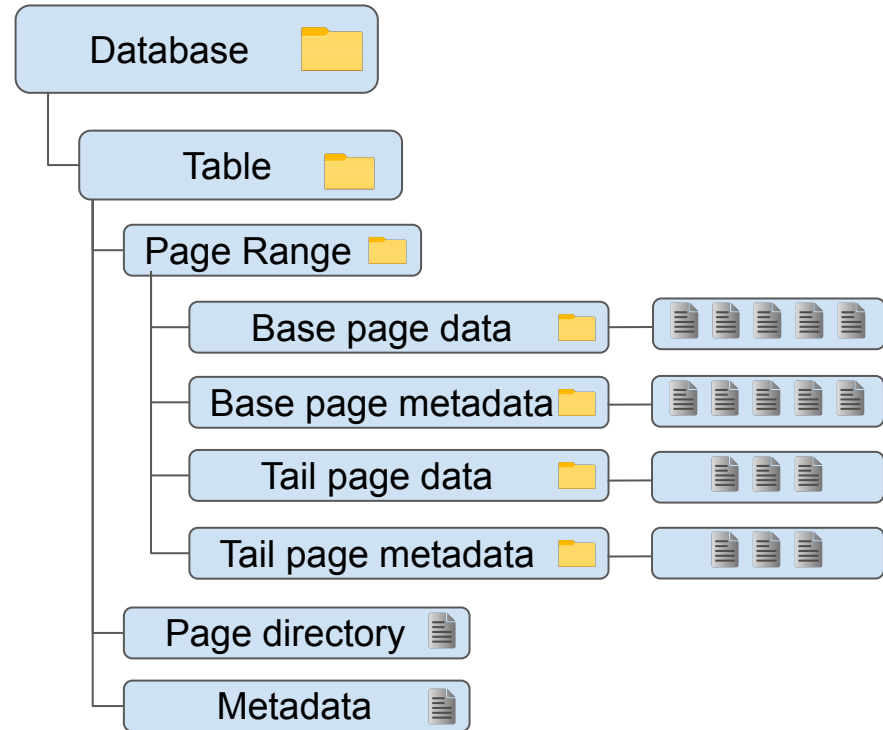 Database
Table
Page Range
Base page data
Base page metadata
Tail page data
Tail page metadata
Page directory
Metadata